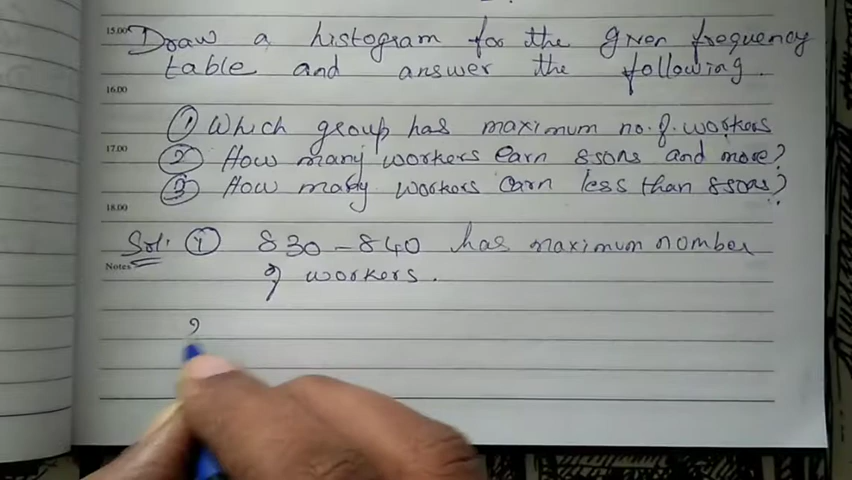 15.00 Draw a histogram for the given frequency
table and answer the following.
16.00
① Which group has maximum no. of. workers
17.00 ② How many workers earn 850rs and more?
③ How many workers earn less than 850rs?
18.00
Sol: ① 830-840 has maximum number
Notes of workers.
2